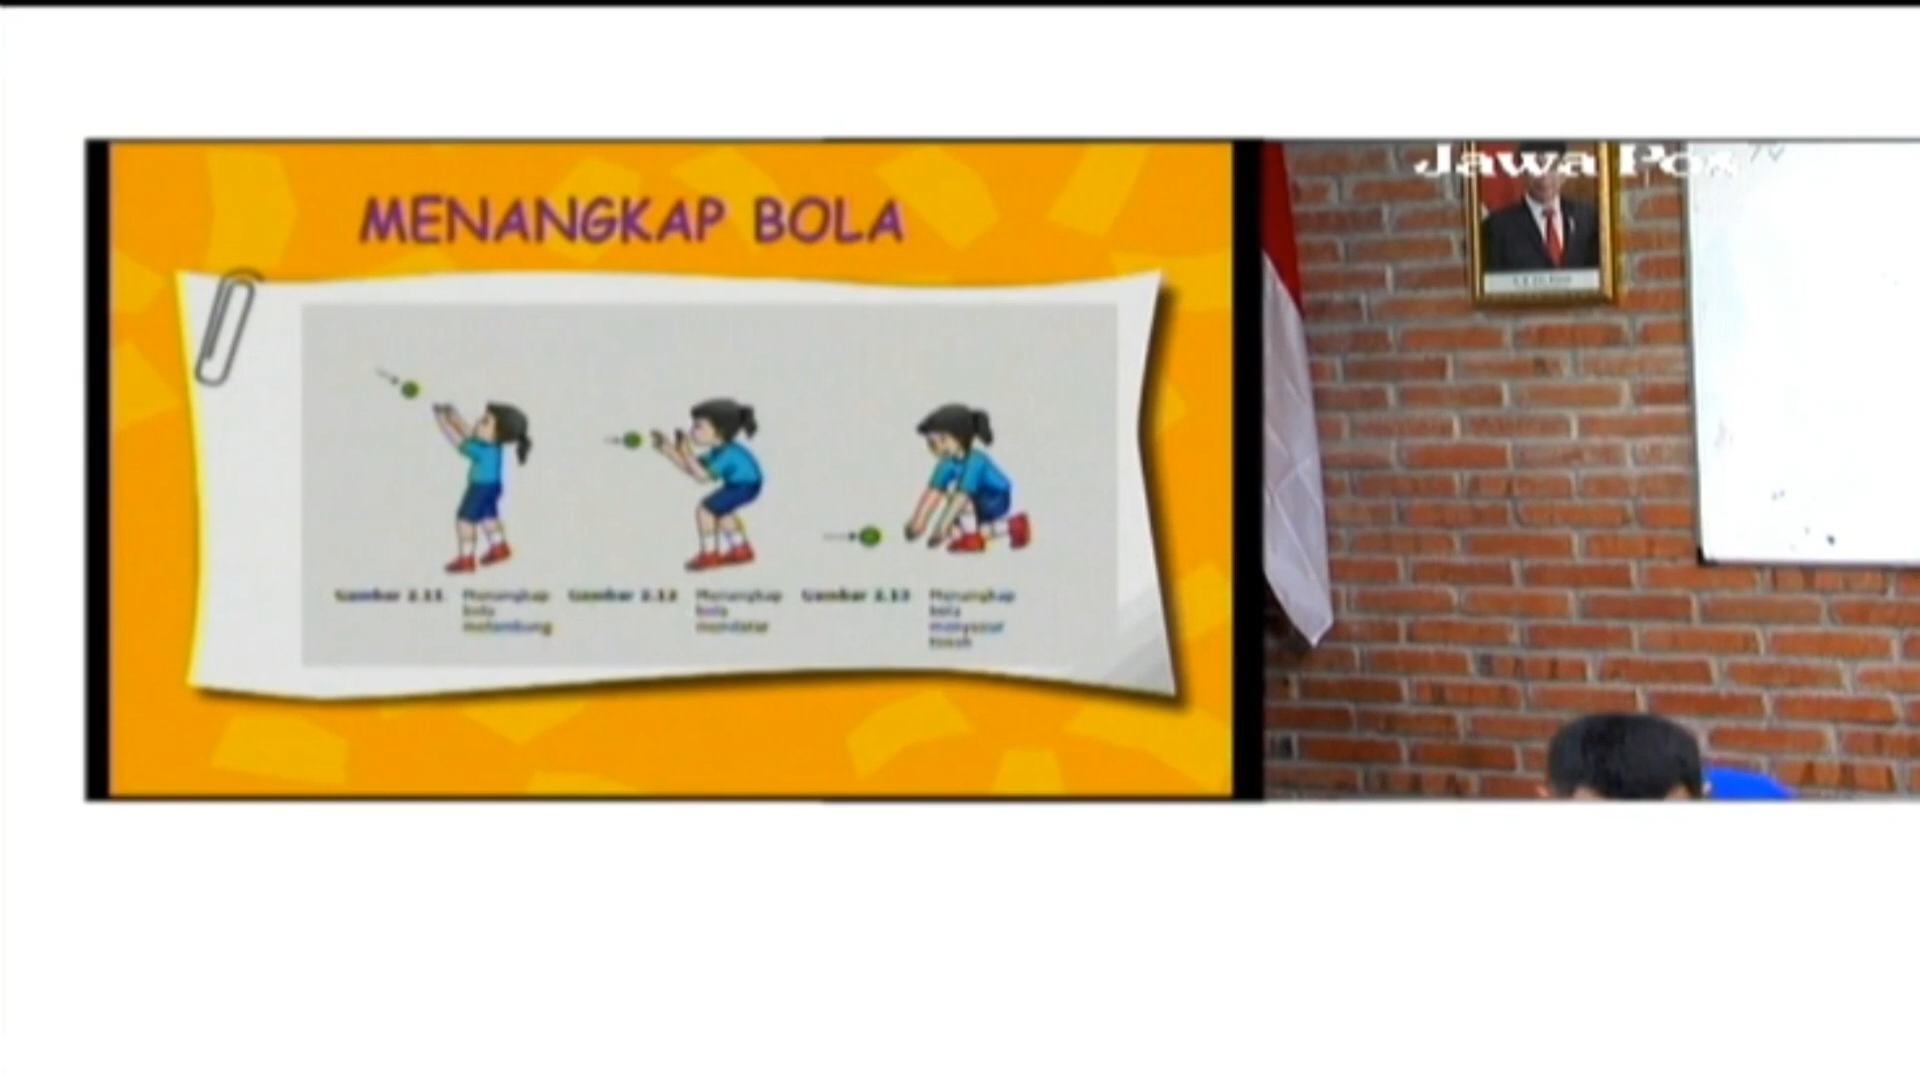 MENANGKAP BOLA
Jawa Pos
Gambar 2.11 Menangkap bola melambung
Gambar 2.12 Menangkap bola mendatar
Gambar 2.13 Menangkap bola menyusur tanah